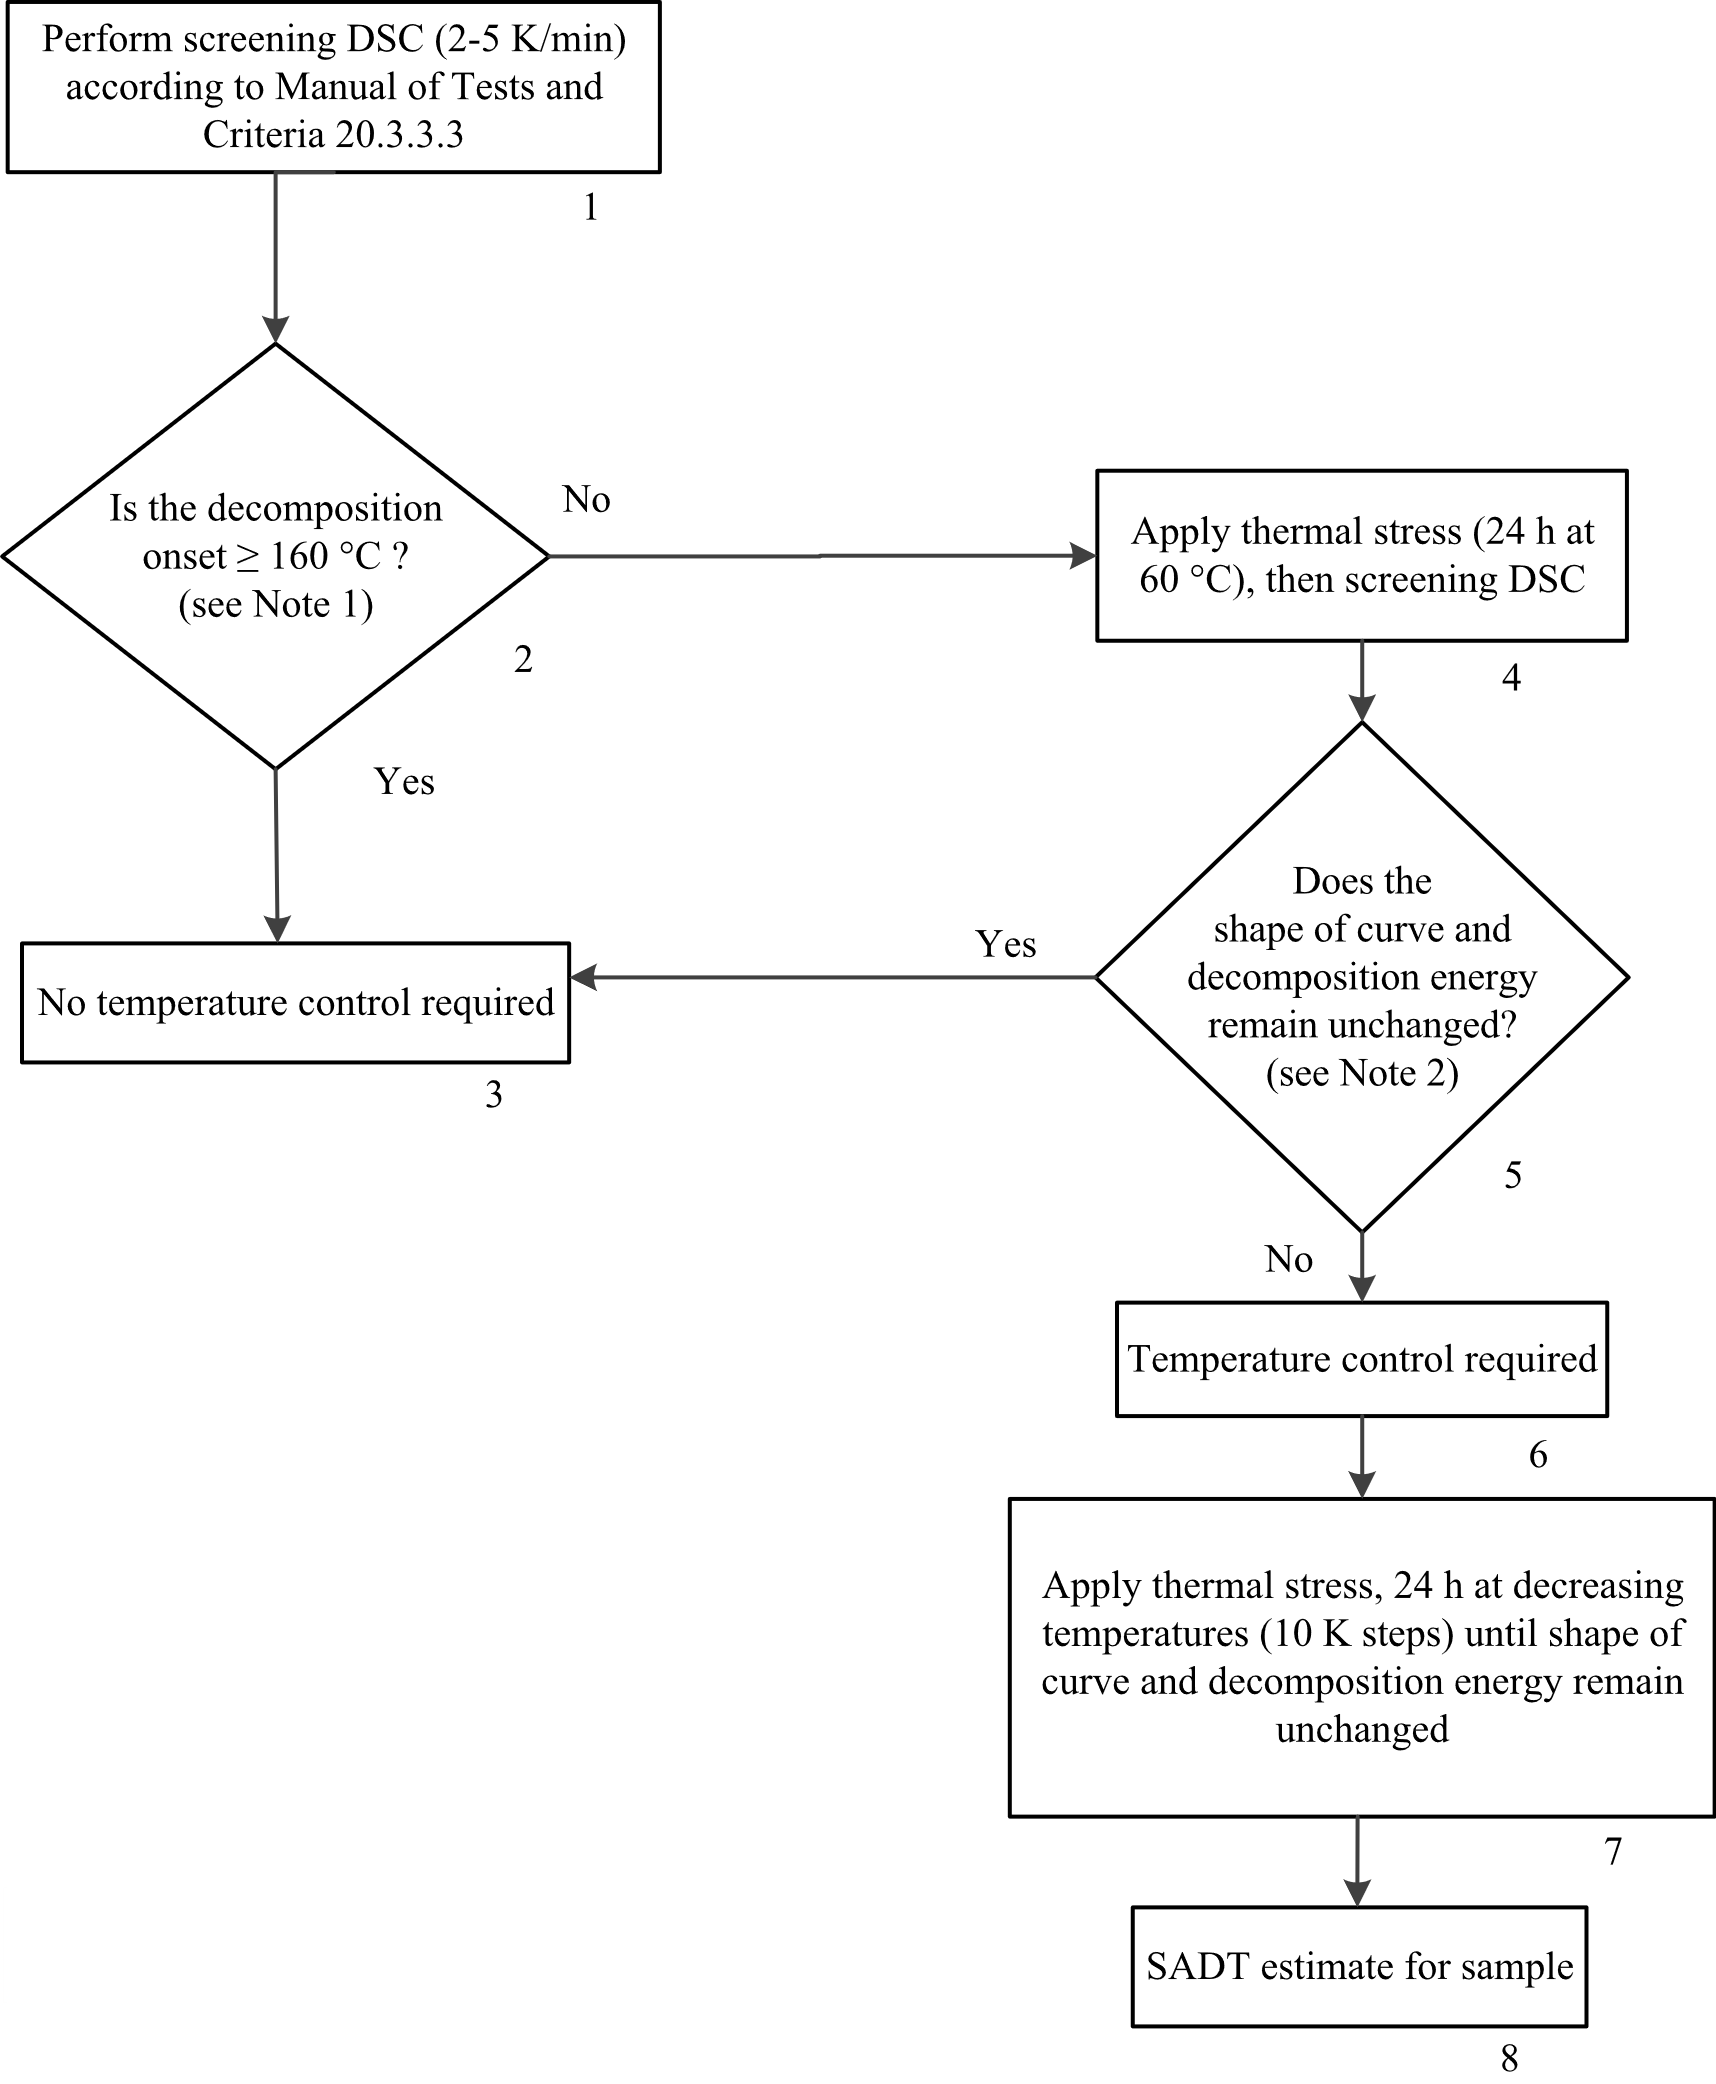 Perform screening DSC (2-5 K/min)
according to Manual of Tests and
Criteria 20.3.3.3
1
Is the decomposition
onset ≥ 160 °C ?
(see Note 1)
2
No
Yes
No temperature control required
3
Apply thermal stress (24 h at
60 °C), then screening DSC
4
Does the
shape of curve and
decomposition energy
remain unchanged?
(see Note 2)
5
Yes
No
Temperature control required
6
Apply thermal stress, 24 h at decreasing
temperatures (10 K steps) until shape of
curve and decomposition energy remain
unchanged
7
SADT estimate for sample
8